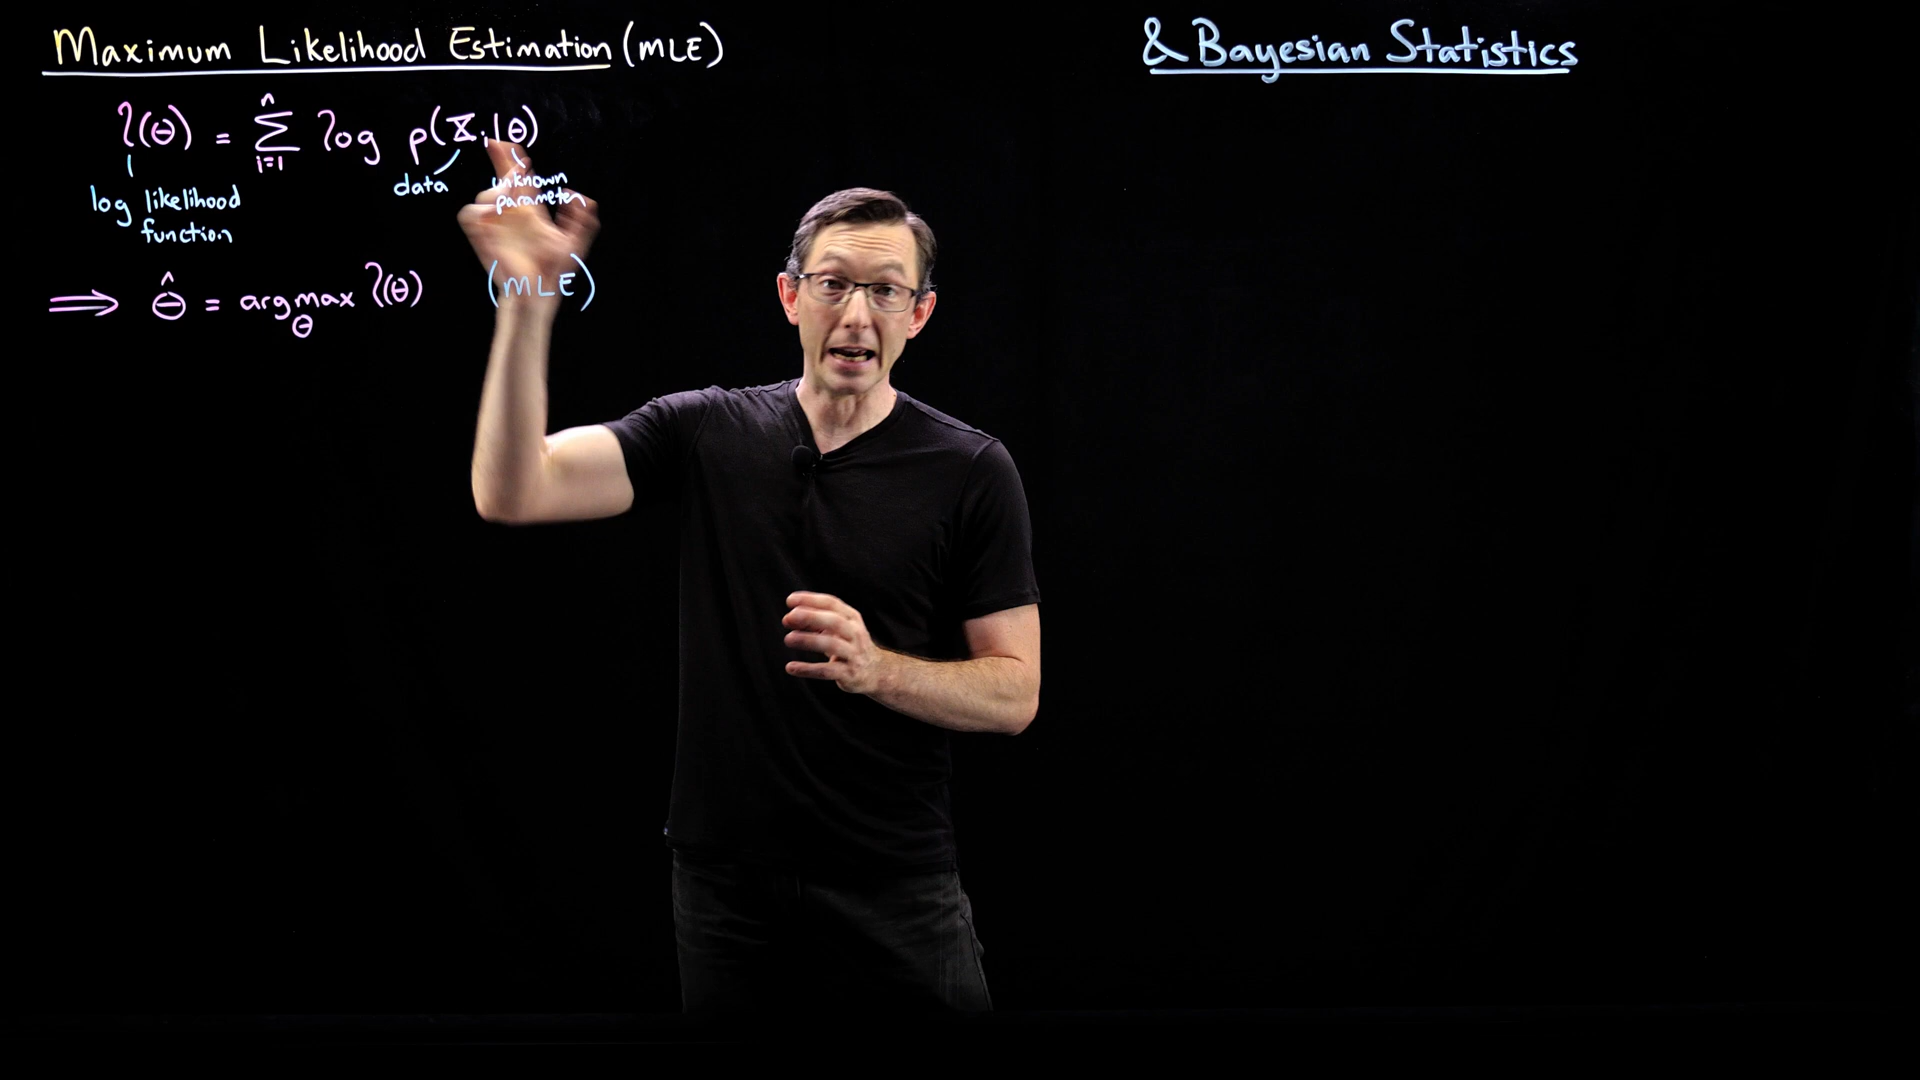 Maximum Likelihood Estimation (MLE)
& Bayesian Statistics
l(θ) = Σ log p(X_i|θ)
n
i=1
data
unknown
parameter
log likelihood
function
⟹ θ̂ = argmax l(θ) (MLE)
θ